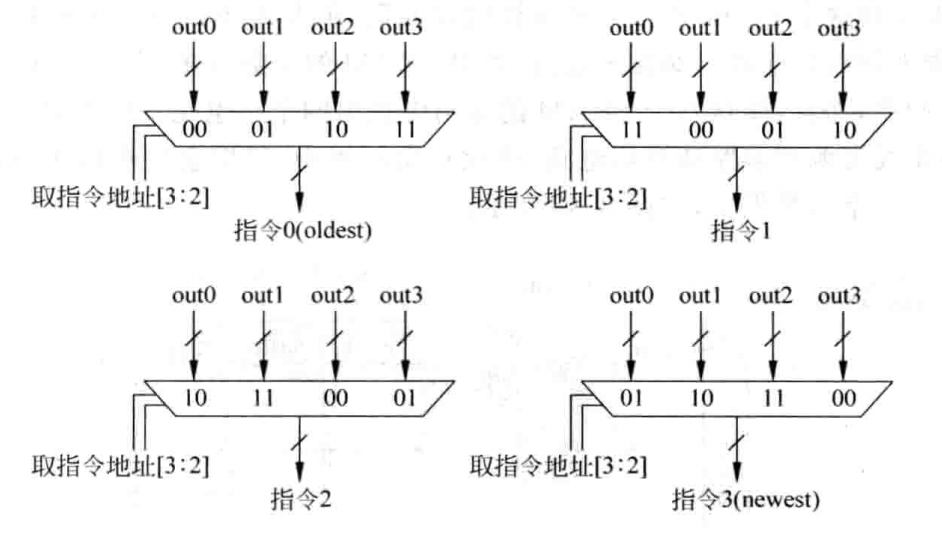 out0 out1 out2 out3
00 01 10 11
取指令地址[3:2]
指令0(oldest)
out0 out1 out2 out3
11 00 01 10
取指令地址[3:2]
指令1
out0 out1 out2 out3
10 11 00 01
取指令地址[3:2]
指令2
out0 out1 out2 out3
01 10 11 00
取指令地址[3:2]
指令3(newest)